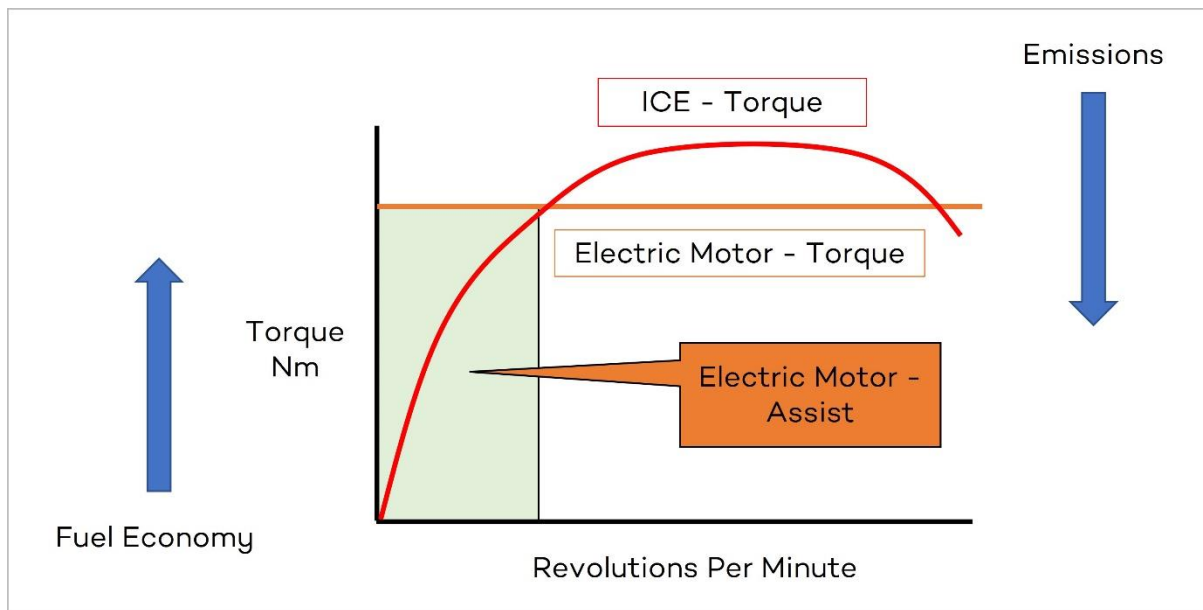 Emissions
ICE - Torque
Electric Motor - Torque
Torque
Nm
Electric Motor -
Assist
Fuel Economy
Revolutions Per Minute